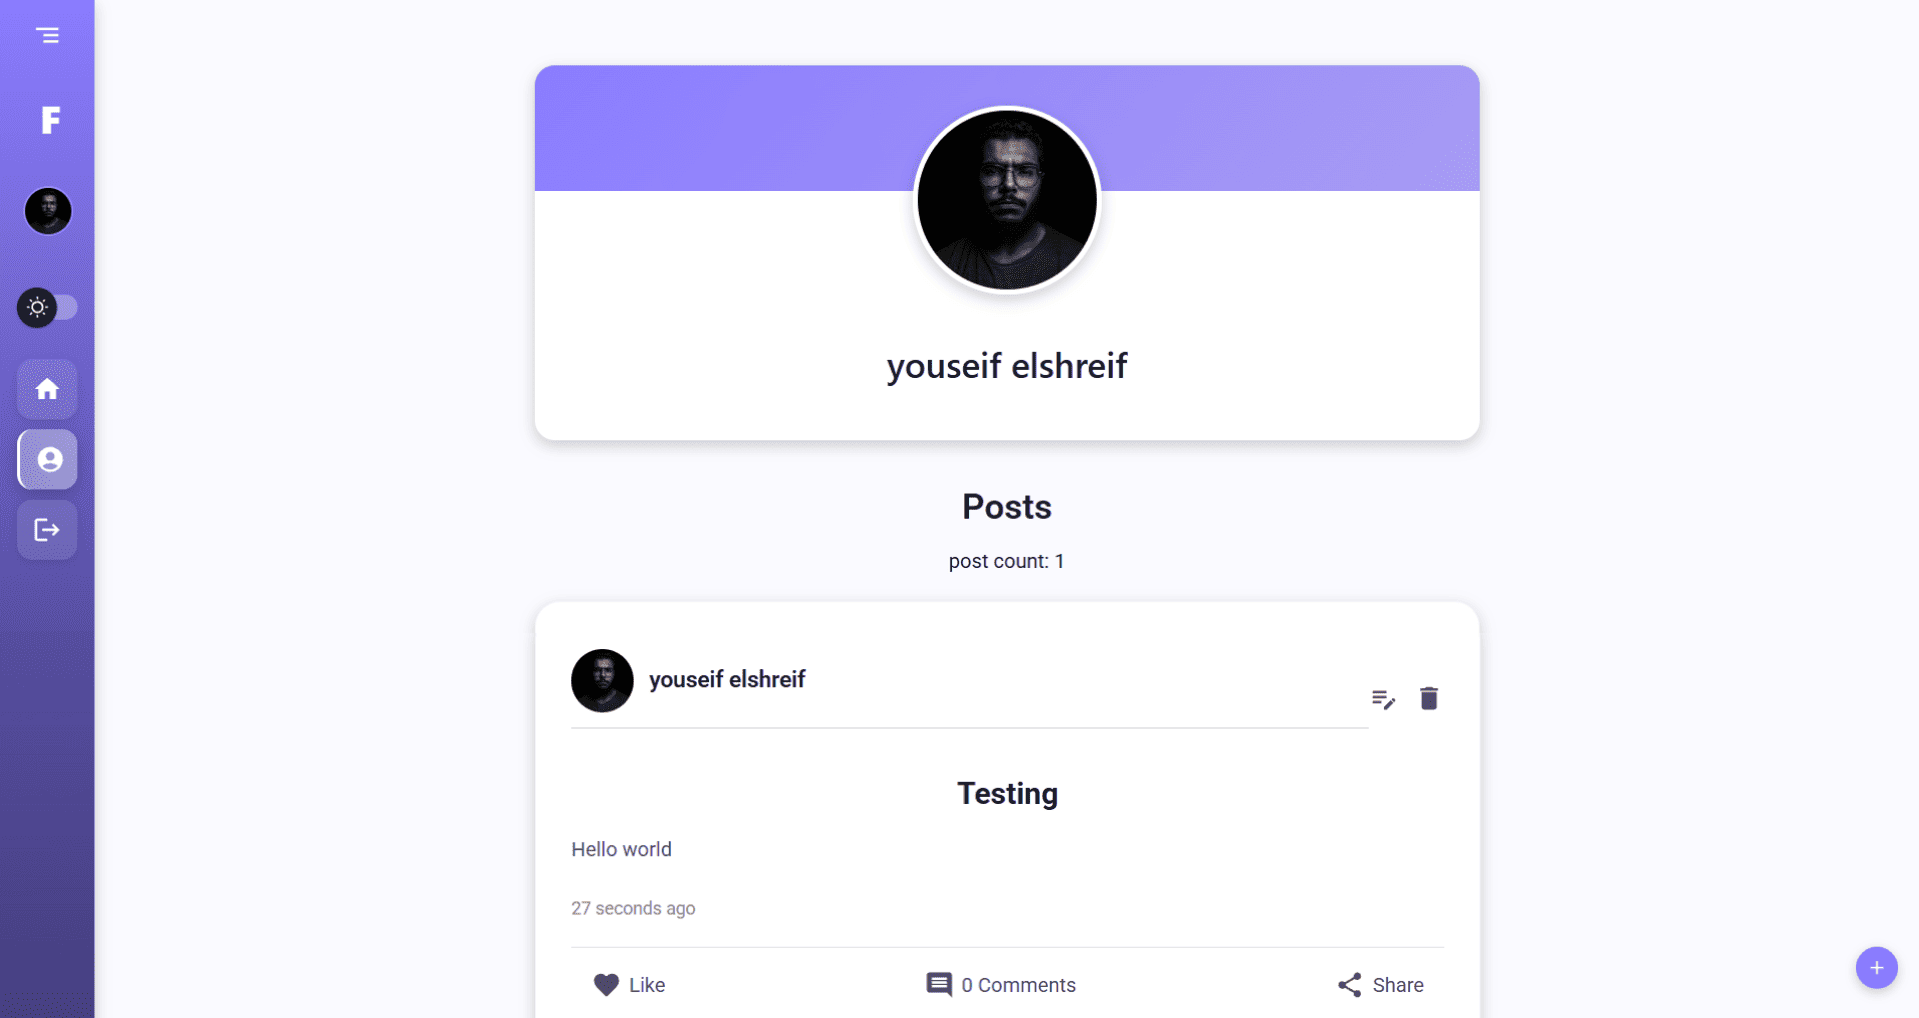 F
youseif elshreif
Posts
post count: 1
youseif elshreif
Testing
Hello world
27 seconds ago
Like
0 Comments
Share